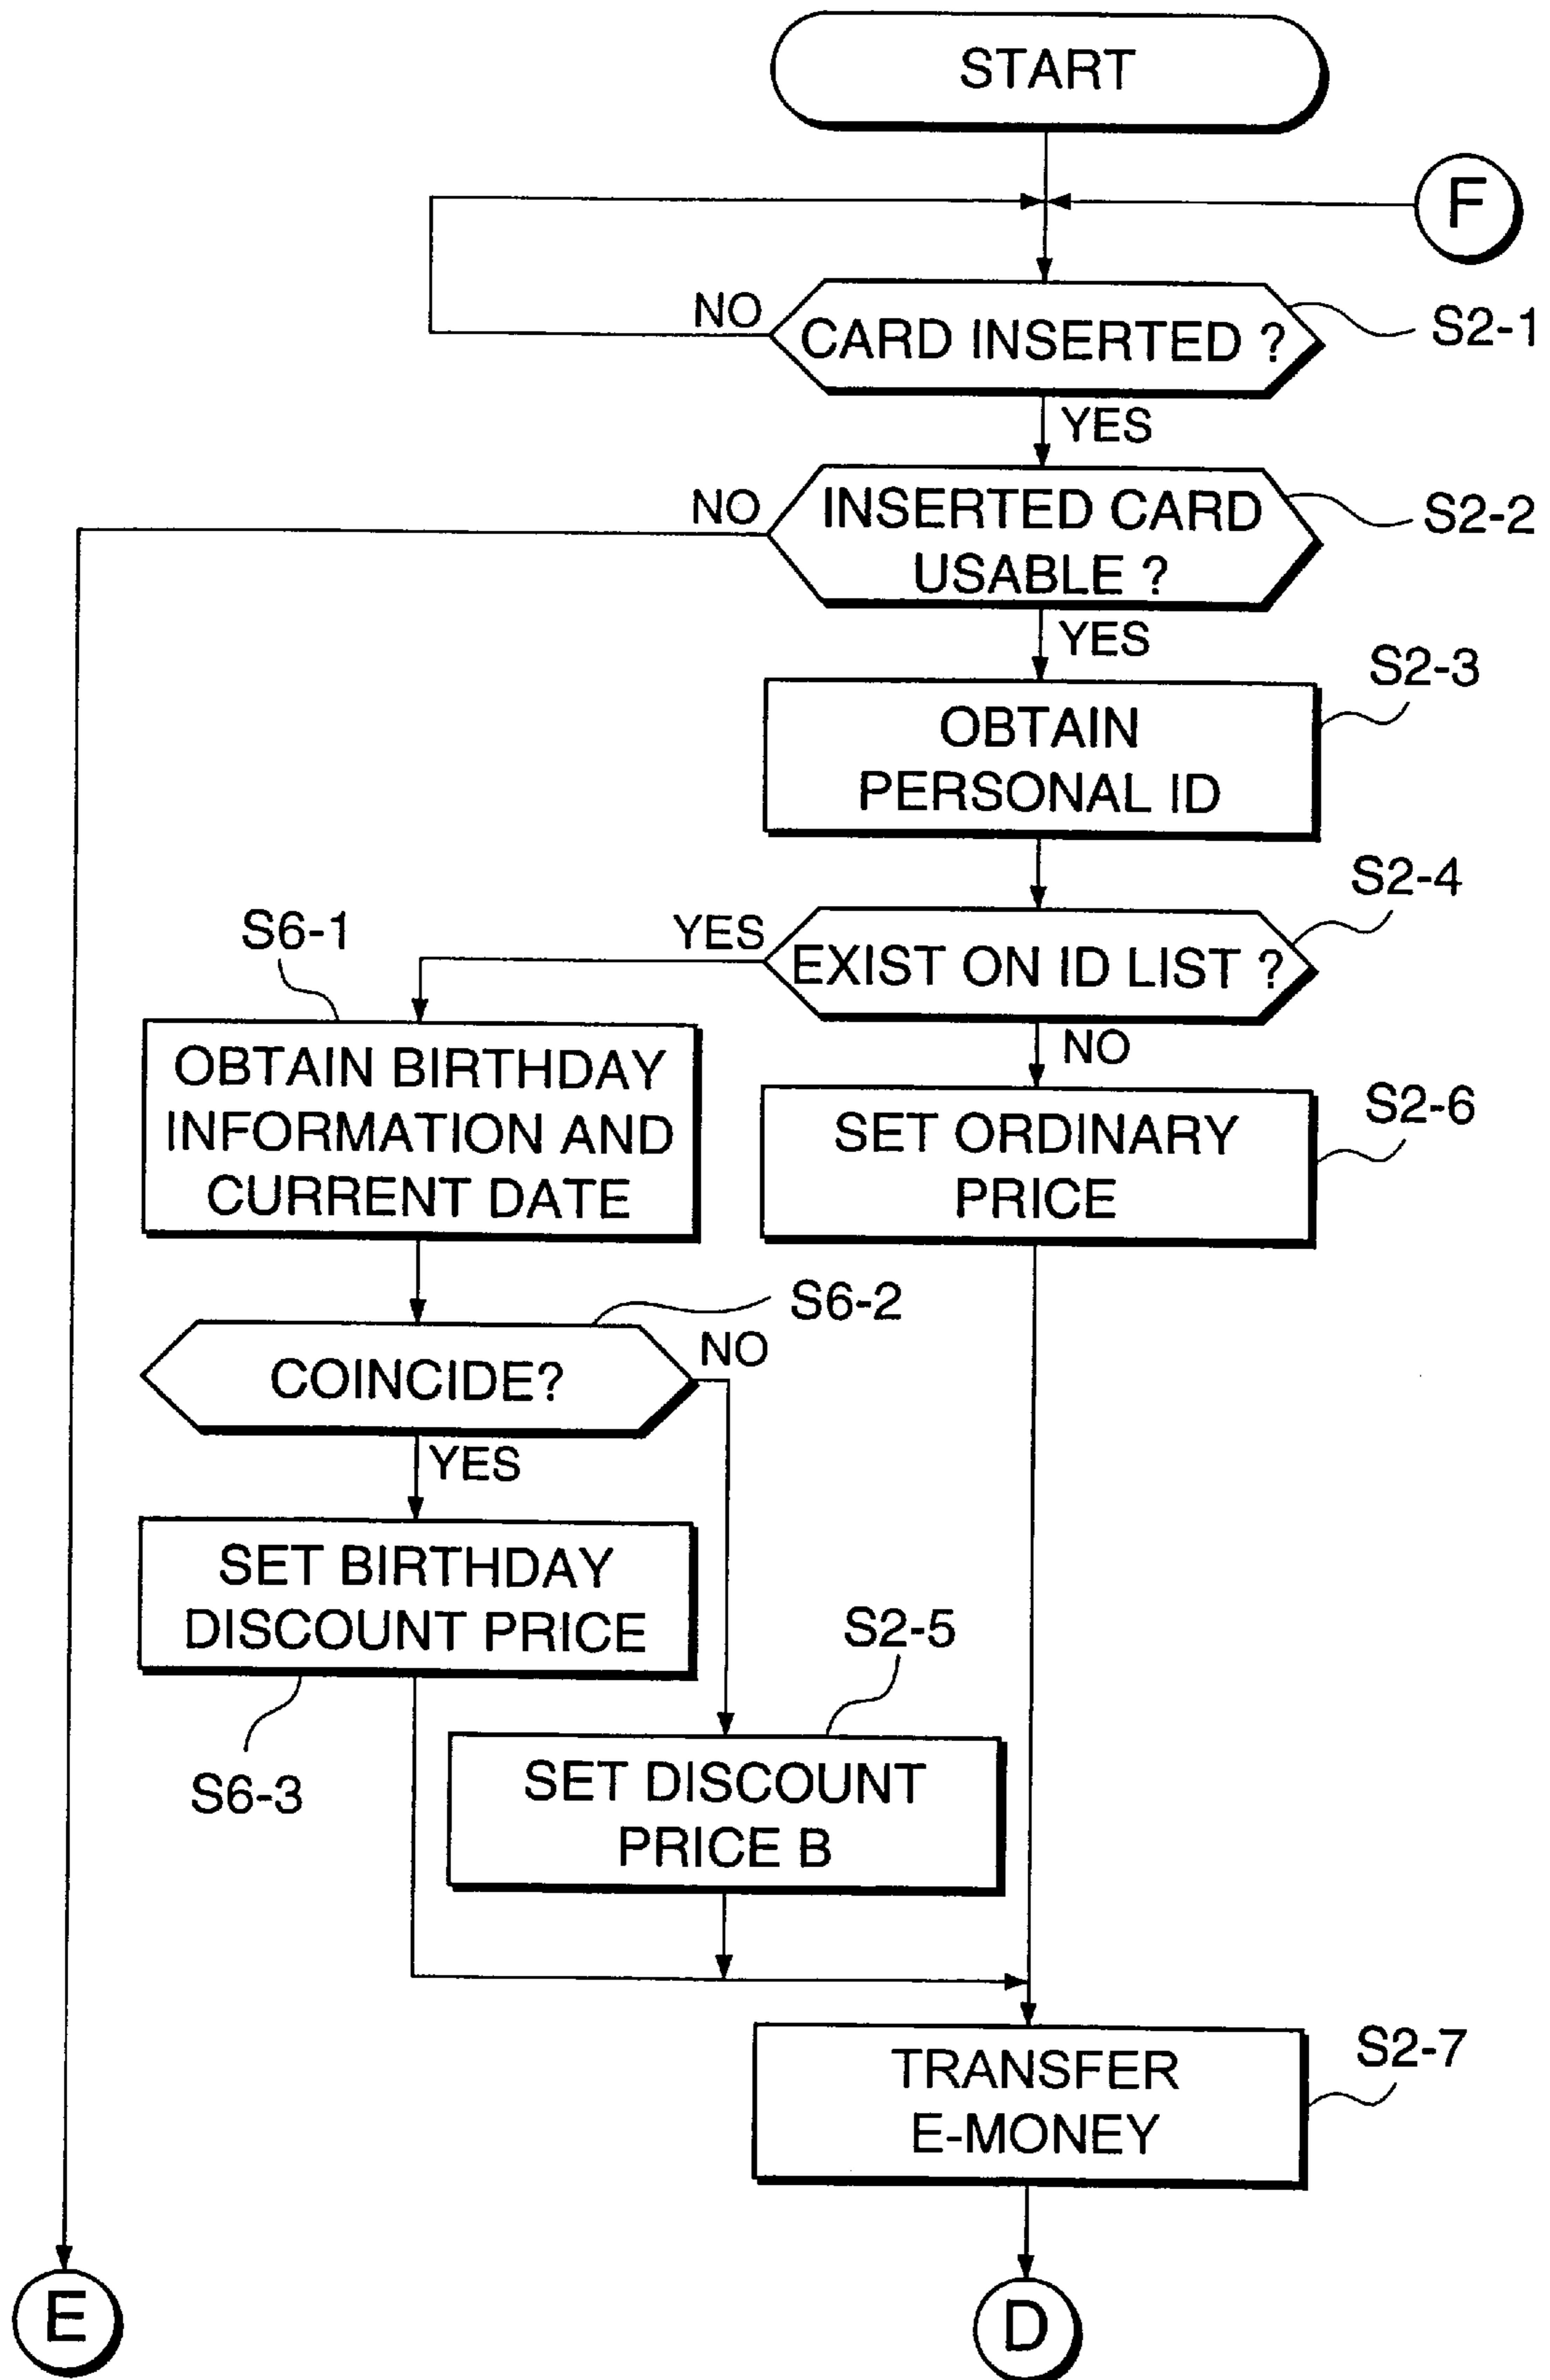 START
F
NO
CARD INSERTED ?
S2-1
YES
NO
INSERTED CARD
USABLE ?
S2-2
YES
S2-3
OBTAIN
PERSONAL ID
S2-4
YES
EXIST ON ID LIST ?
S6-1
NO
OBTAIN BIRTHDAY
INFORMATION AND
CURRENT DATE
SET ORDINARY
PRICE
S2-6
S6-2
NO
COINCIDE?
YES
SET BIRTHDAY
DISCOUNT PRICE
S2-5
S6-3
SET DISCOUNT
PRICE B
TRANSFER
E-MONEY
S2-7
E
D